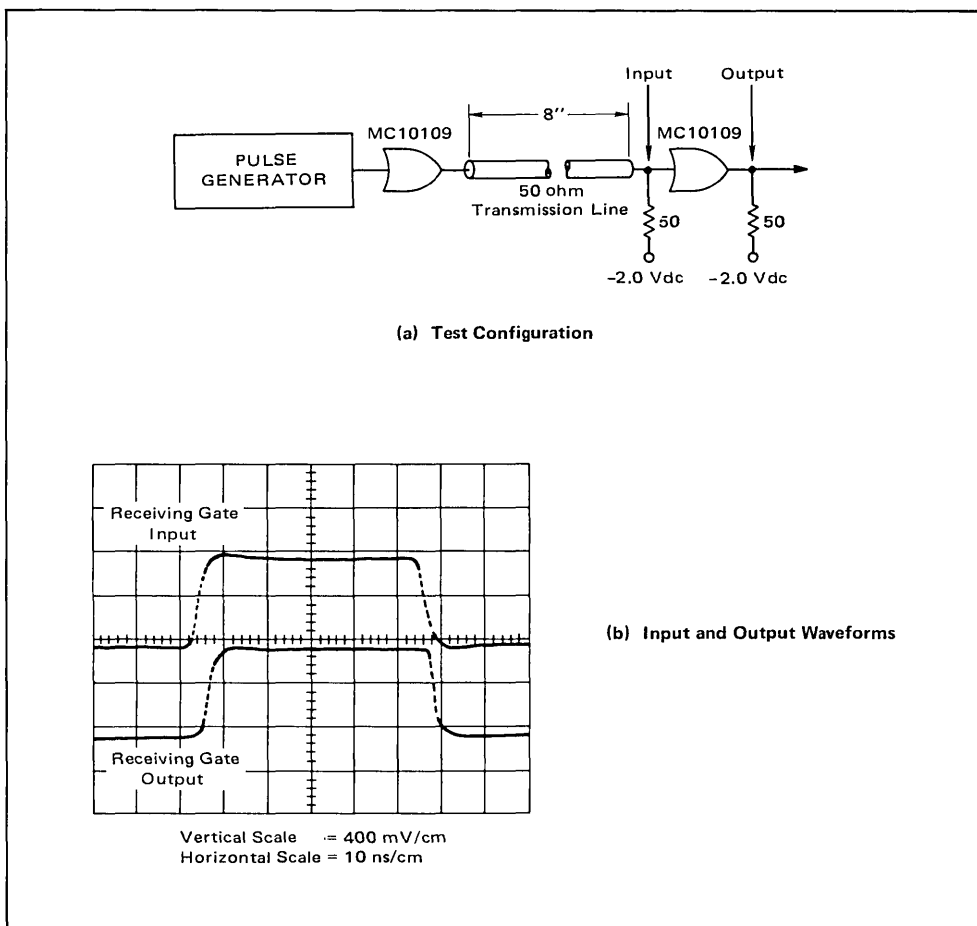 Input Output
MC10109
8"
MC10109
PULSE
GENERATOR
50 ohm
Transmission Line
50
50
-2.0 Vdc
-2.0 Vdc
(a) Test Configuration
Receiving Gate
Input
(b) Input and Output Waveforms
Receiving Gate
Output
Vertical Scale = 400 mV/cm
Horizontal Scale = 10 ns/cm